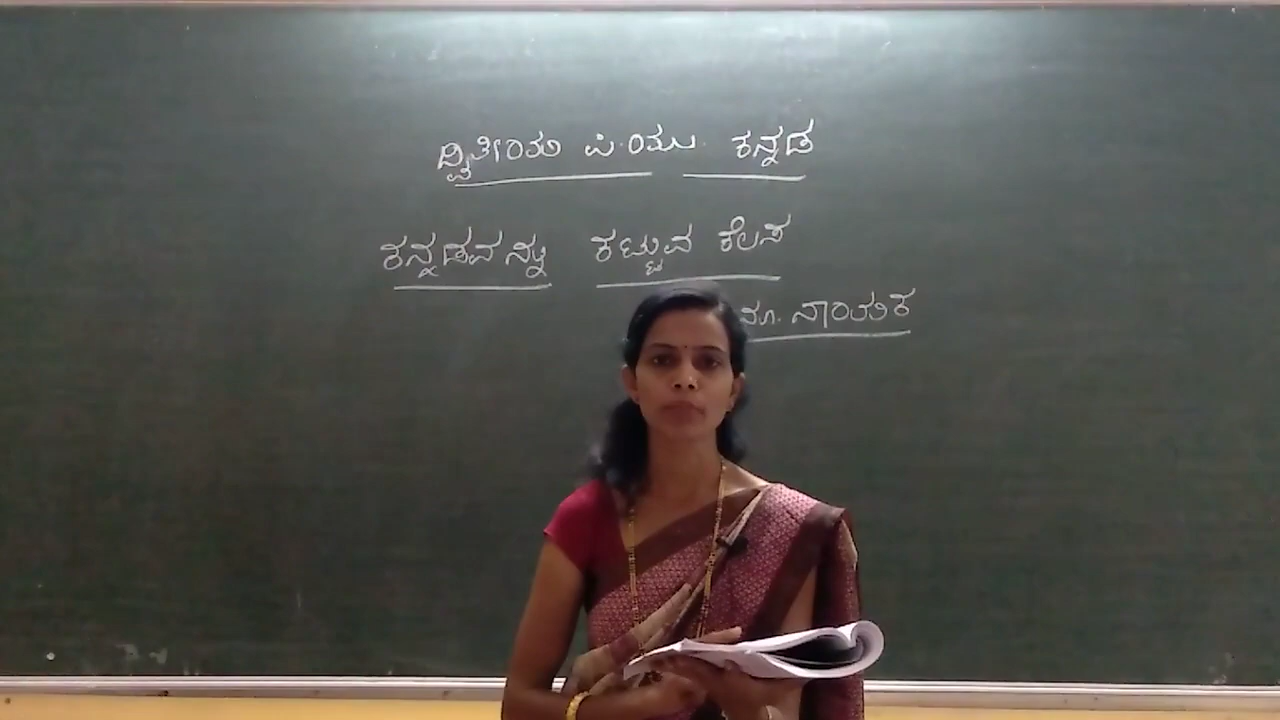 ದ್ವಿತೀಯ ಪಿ.ಯು. ಕನ್ನಡ
ಕನ್ನಡವನ್ನು ಕಟ್ಟುವ ಕೆಲಸ
ನಾಯಕ